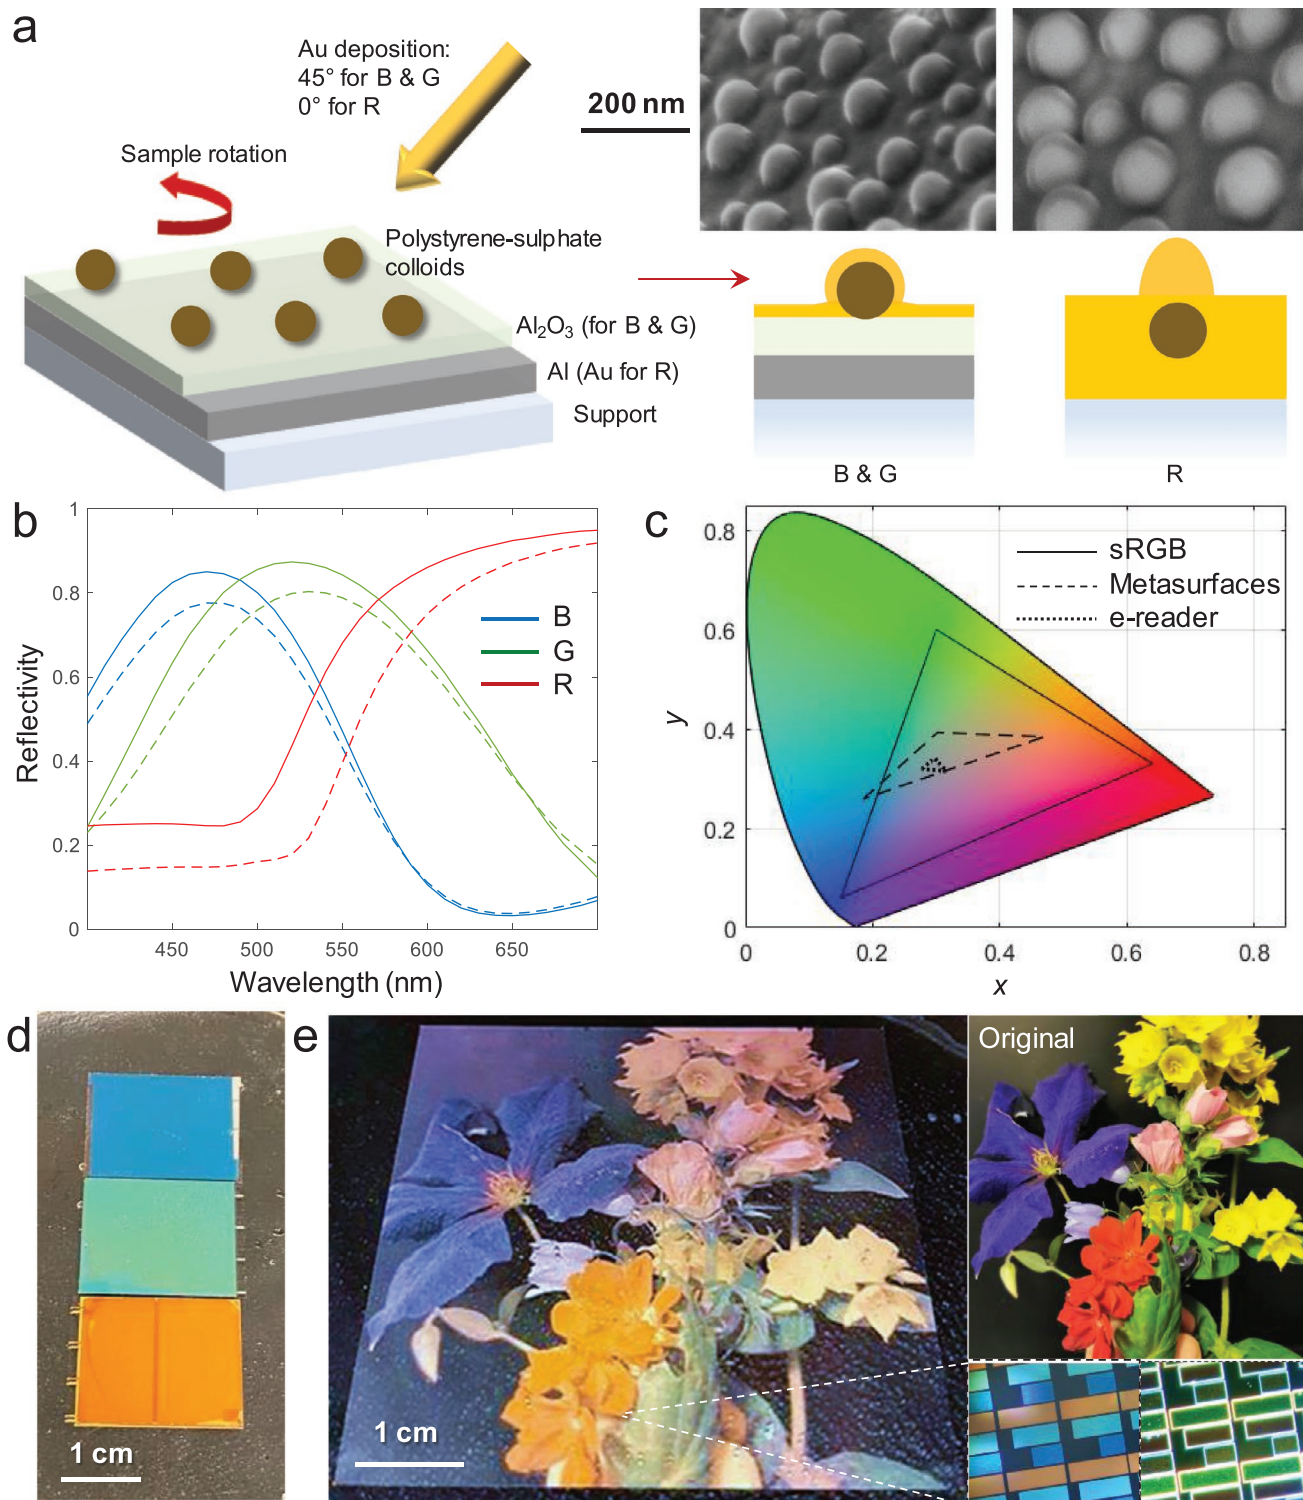 a
Au deposition:
45° for B & G
0° for R
200 nm
Sample rotation
Polystyrene-sulphate
colloids
Al₂O₃ (for B & G)
Al (Au for R)
Support
B & G
R
b
1
0.8
0.6
0.4
0.2
0
Reflectivity
B
G
R
450
500
550
600
650
Wavelength (nm)
c
0.8
0.6
0.4
0.2
0
y
sRGB
Metasurfaces
e-reader
0
0.2
0.4
0.6
0.8
x
d
1 cm
e
1 cm
Original